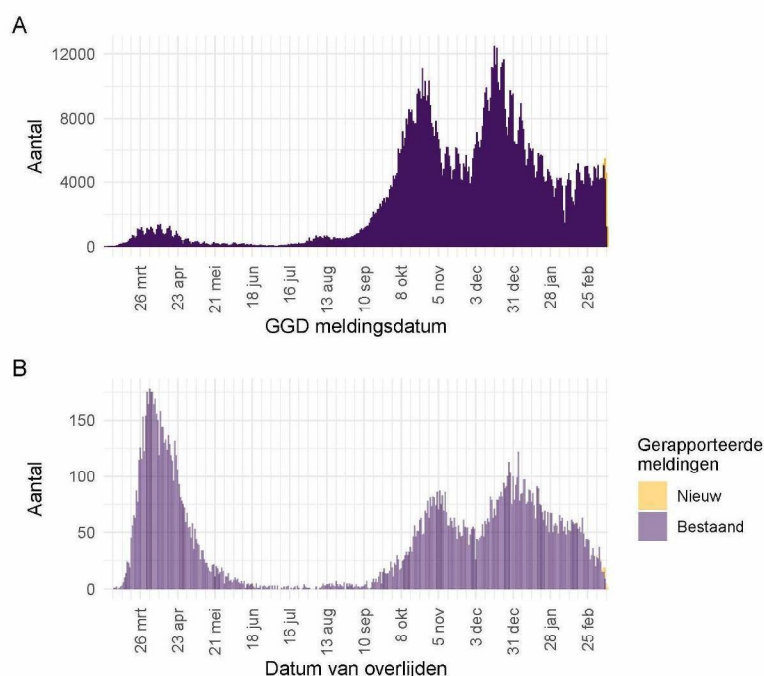 A
12000
8000
4000
0
Aantal
26 mrt
23 apr
21 mei
18 jun
16 jul
13 aug
10 sep
8 okt
5 nov
3 dec
31 dec
28 jan
25 feb
GGD meldingsdatum
B
150
100
50
0
Aantal
26 mrt
23 apr
21 mei
18 jun
16 jul
13 aug
10 sep
8 okt
5 nov
3 dec
31 dec
28 jan
25 feb
Datum van overlijden
Gerapporteerde
meldingen
Nieuw
Bestaand